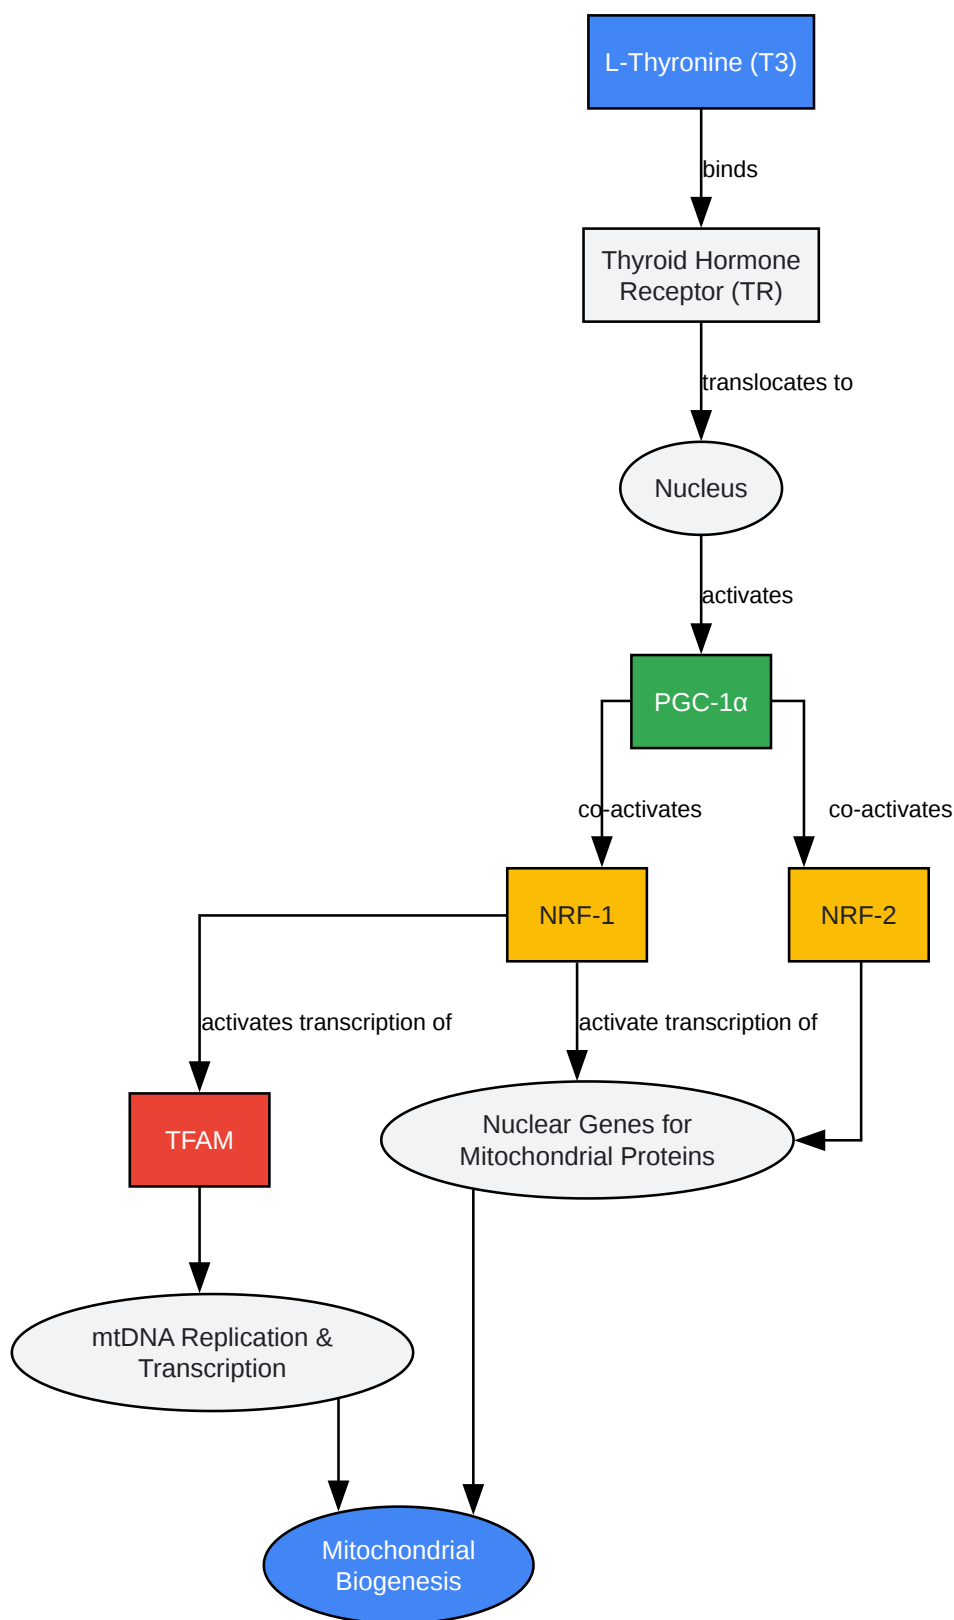 L-Thyronine (T3)
binds
Thyroid Hormone
Receptor (TR)
translocates to
Nucleus
activates
PGC-1α
co-activates
co-activates
NRF-1
NRF-2
activates transcription of
activate transcription of
TFAM
Nuclear Genes for
Mitochondrial Proteins
mtDNA Replication &
Transcription
Mitochondrial
Biogenesis